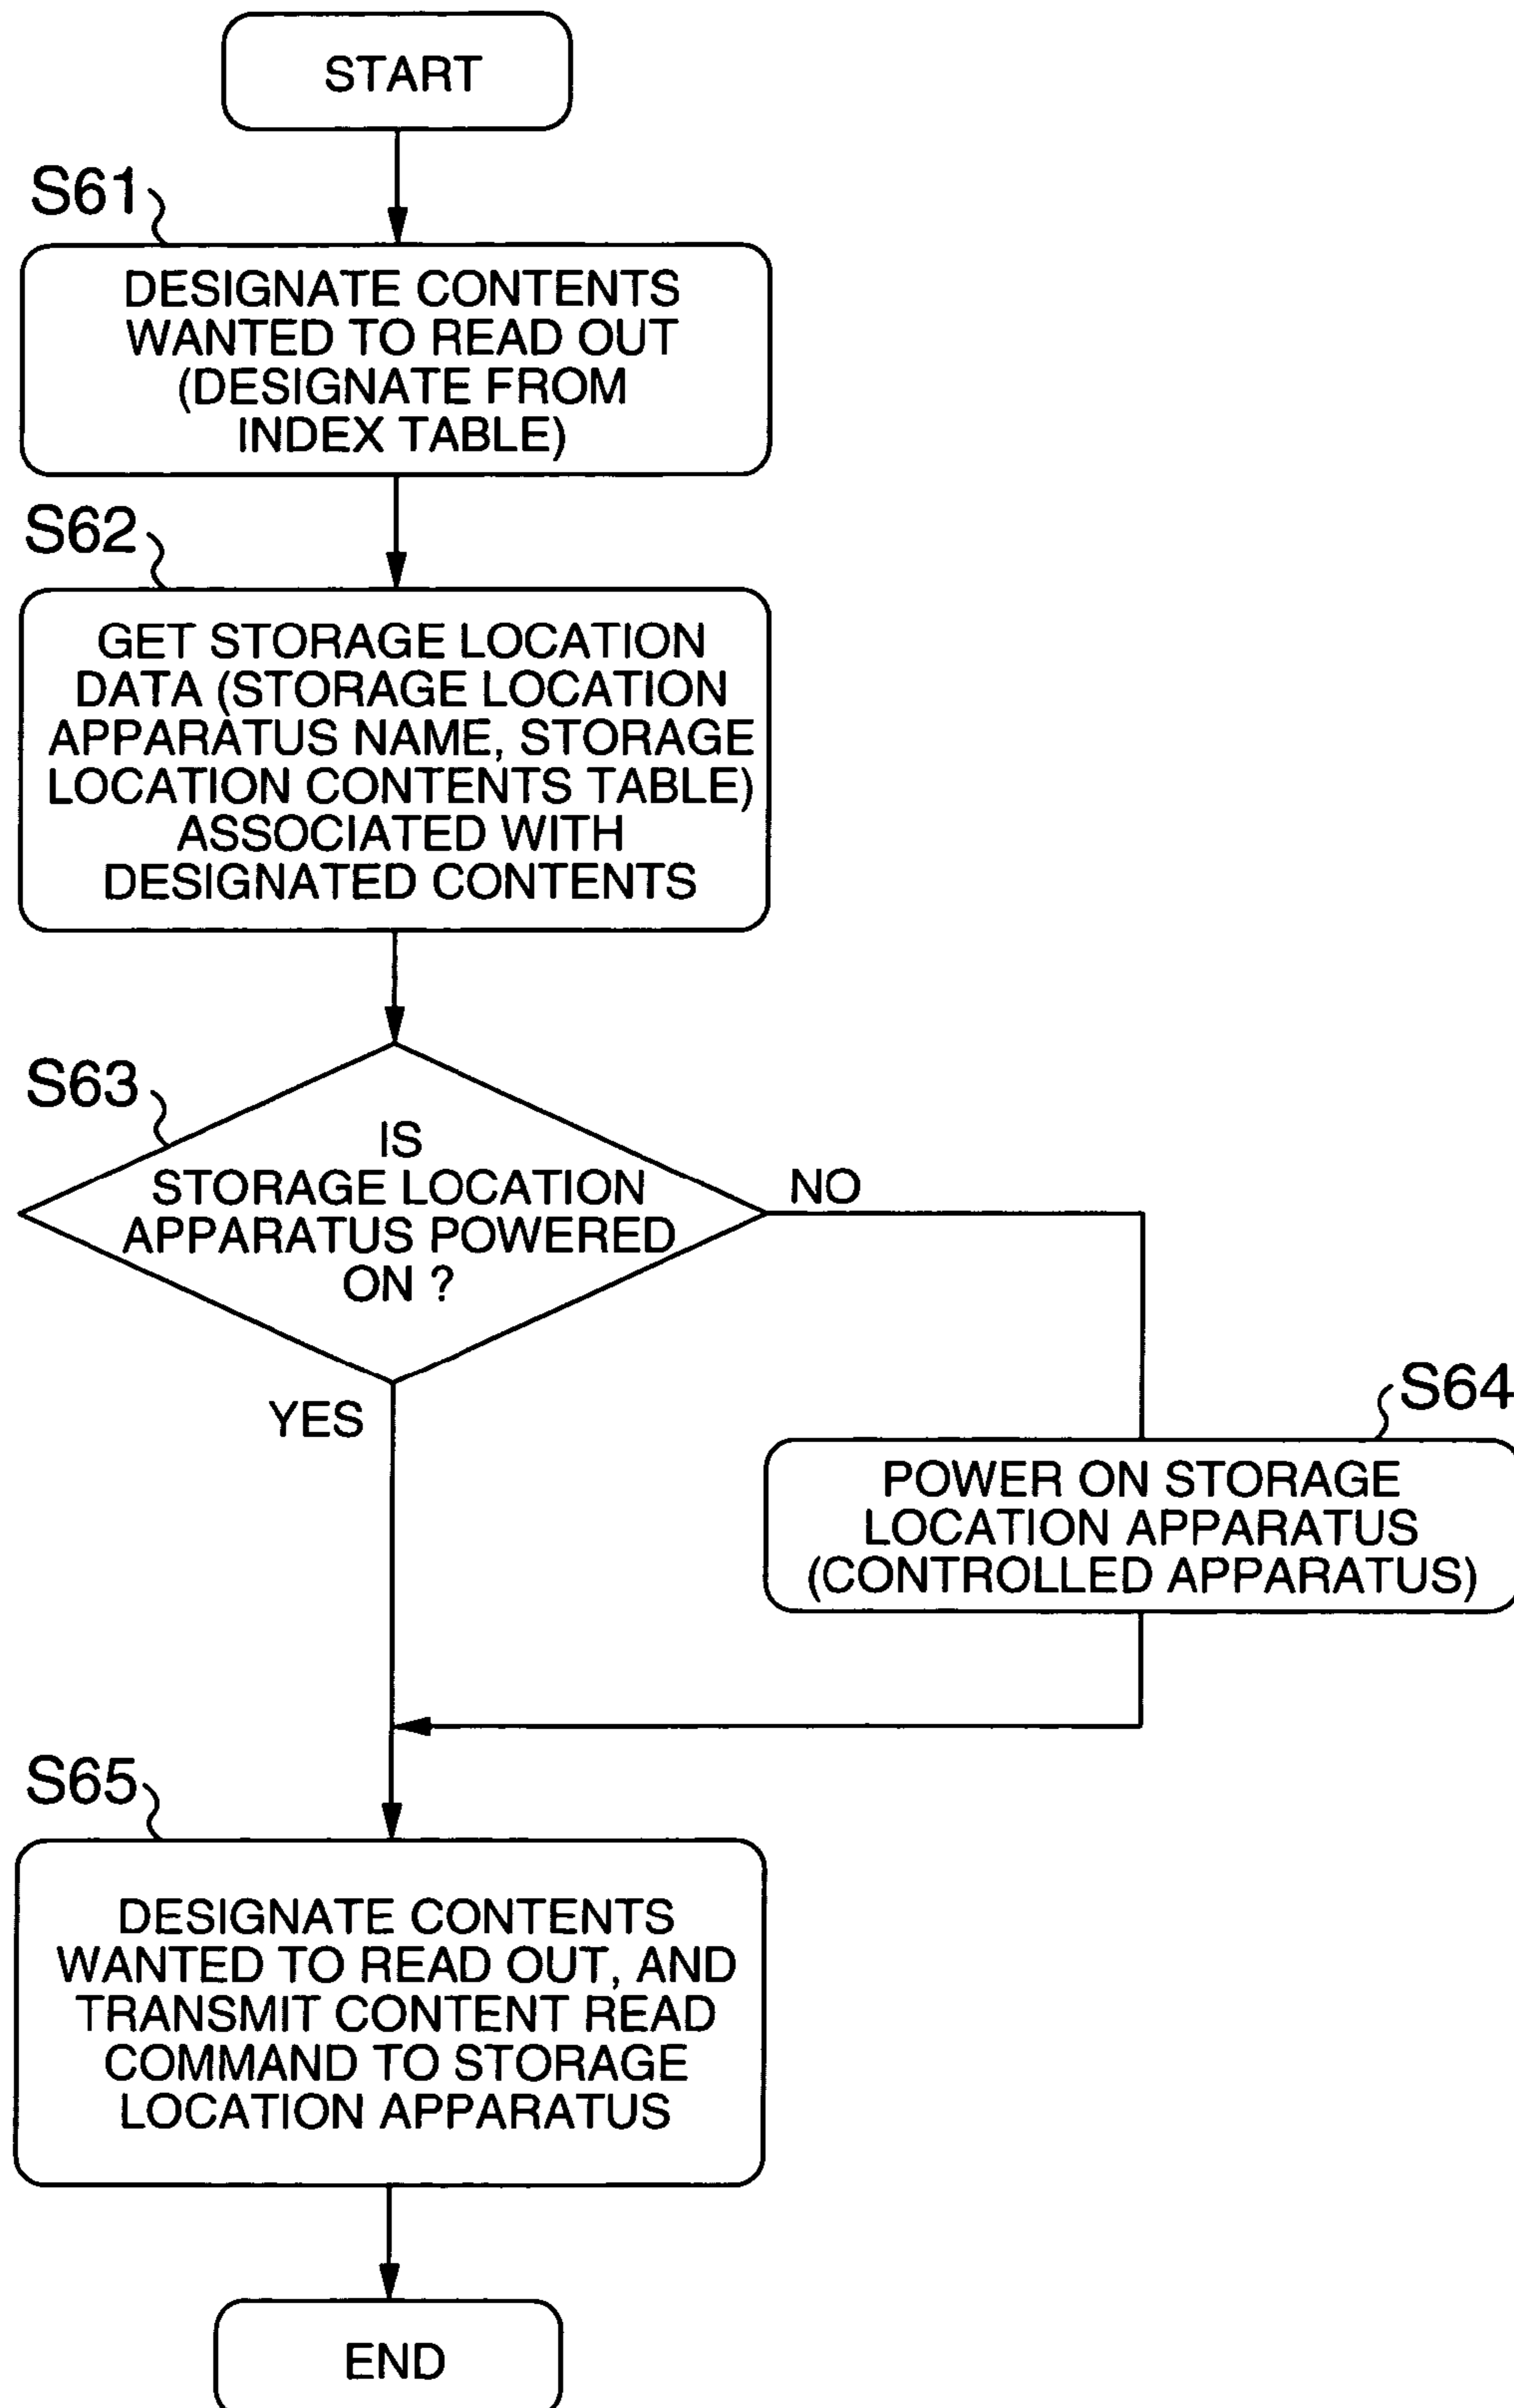 START
S61
DESIGNATE CONTENTS
WANTED TO READ OUT
(DESIGNATE FROM
INDEX TABLE)
S62
GET STORAGE LOCATION
DATA (STORAGE LOCATION
APPARATUS NAME, STORAGE
LOCATION CONTENTS TABLE)
ASSOCIATED WITH
DESIGNATED CONTENTS
S63
IS
STORAGE LOCATION
APPARATUS POWERED
ON ?
NO
YES
S64
POWER ON STORAGE
LOCATION APPARATUS
(CONTROLLED APPARATUS)
S65
DESIGNATE CONTENTS
WANTED TO READ OUT, AND
TRANSMIT CONTENT READ
COMMAND TO STORAGE
LOCATION APPARATUS
END